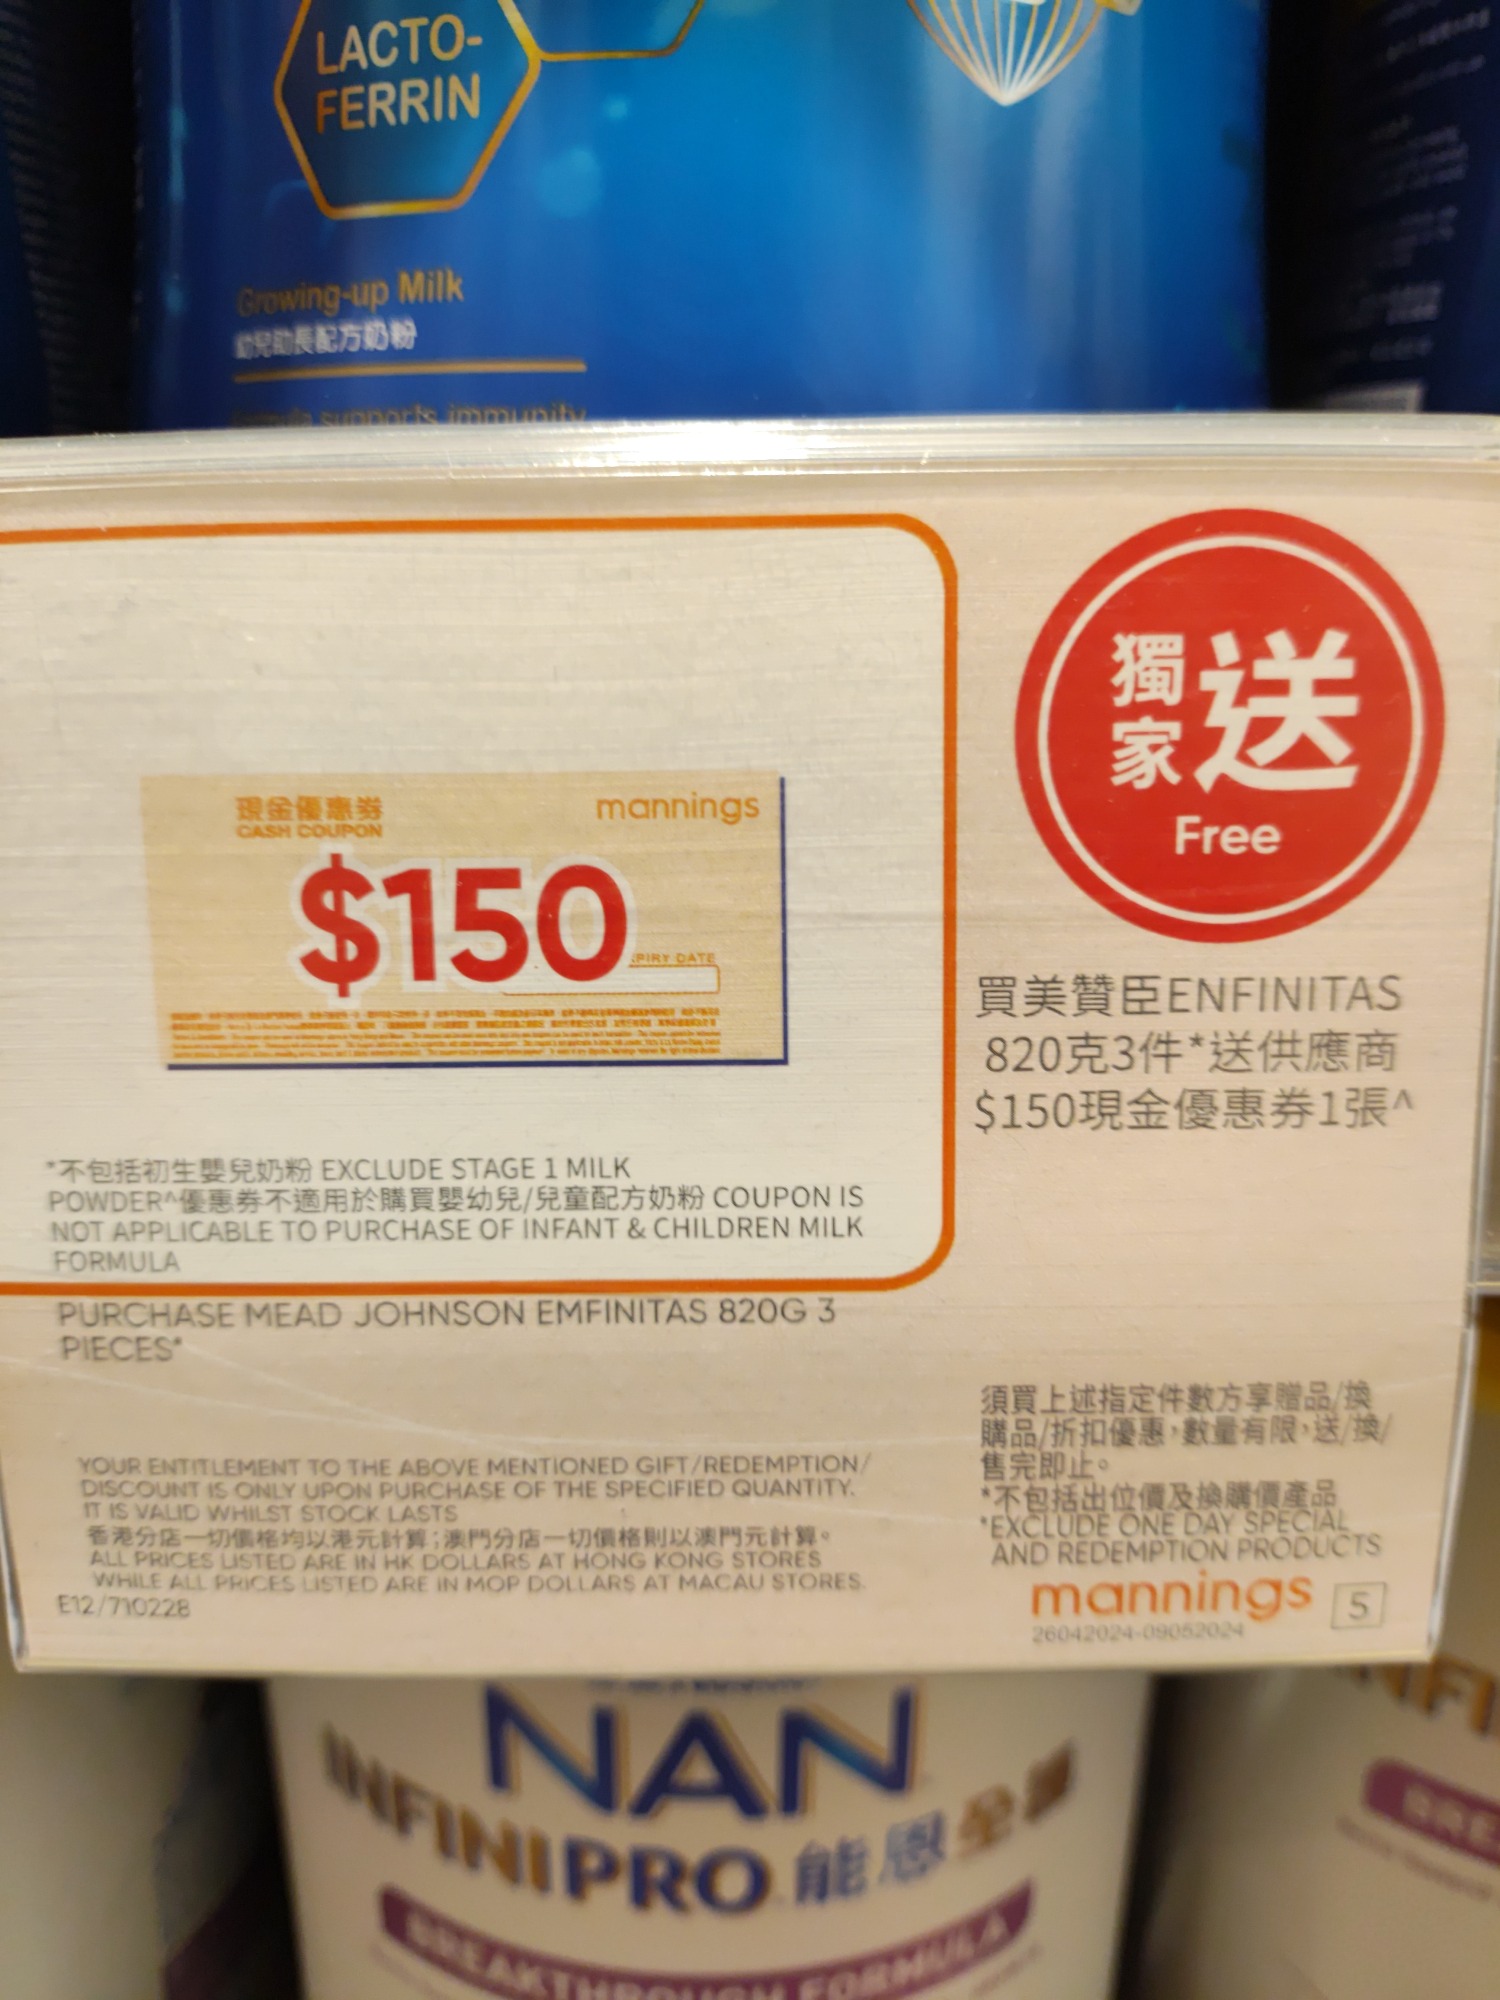 LACTO-
FERRIN
Growing-up Milk
幼兒助長配方奶粉
supports immunity
獨家 送
Free
現金優惠券
CASH COUPON
mannings
$150
PIRY DATE
買美贊臣ENFINITAS
820克3件*送供應商
$150現金優惠券1張^
*不包括初生嬰兒奶粉 EXCLUDE STAGE 1 MILK
POWDER^優惠券不適用於購買嬰幼兒/兒童配方奶粉 COUPON IS
NOT APPLICABLE TO PURCHASE OF INFANT & CHILDREN MILK
FORMULA
PURCHASE MEAD JOHNSON EMFINITAS 820G 3
PIECES*
YOUR ENTITLEMENT TO THE ABOVE MENTIONED GIFT/REDEMPTION/
DISCOUNT IS ONLY UPON PURCHASE OF THE SPECIFIED QUANTITY.
IT IS VALID WHILST STOCK LASTS
香港分店一切價格均以港元計算;澳門分店一切價格則以澳門元計算。
ALL PRICES LISTED ARE IN HK DOLLARS AT HONG KONG STORES
WHILE ALL PRICES LISTED ARE IN MOP DOLLARS AT MACAU STORES.
E12/710228
須買上述指定件數方享贈品/換
購品/折扣優惠,數量有限,送/換/
售完即止。
*不包括出位價及換購價產品
*EXCLUDE ONE DAY SPECIAL
AND REDEMPTION PRODUCTS
mannings 5
26042024-09052024
NAN
INFINIPRO 能恩全護
BREAKTHROUGH FORMULA